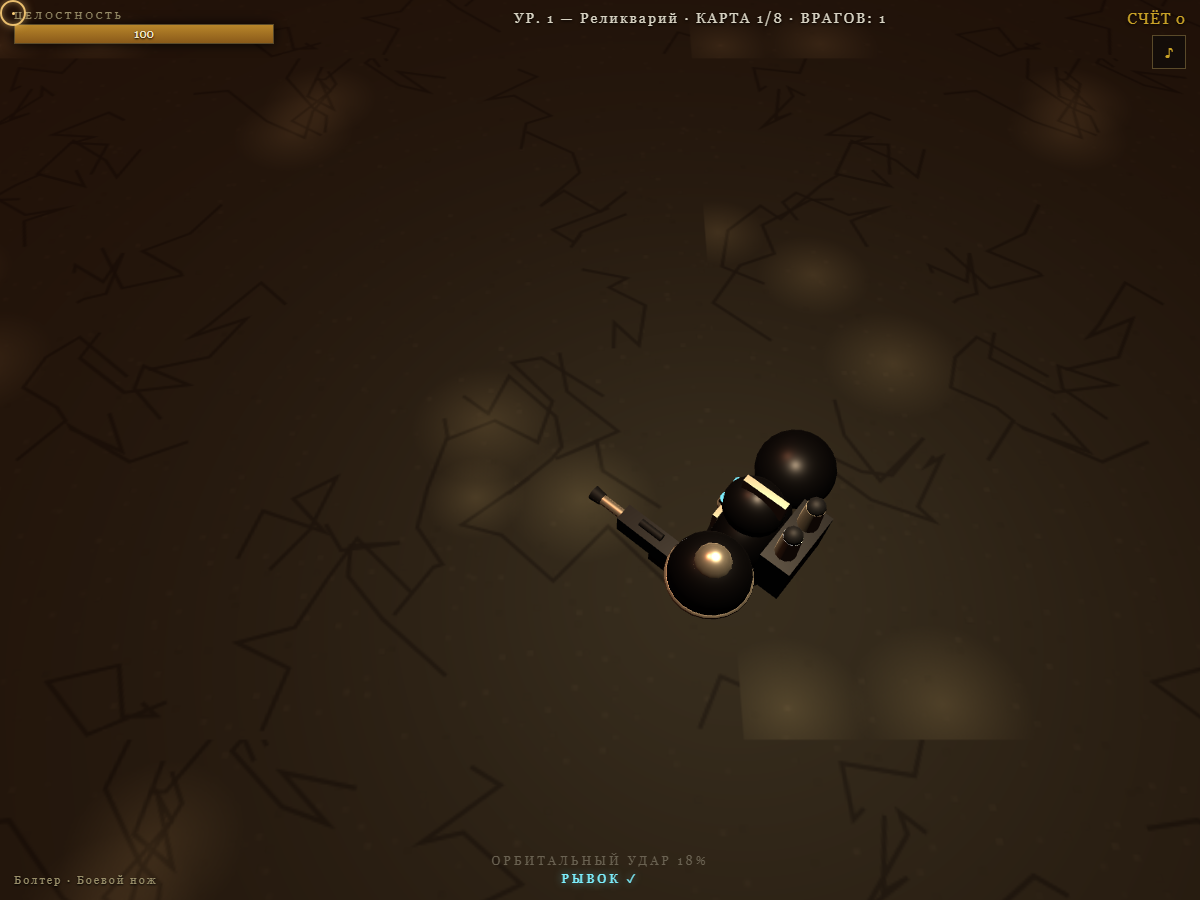 ЦЕЛОСТНОСТЬ
100
УР. 1 — Реликварий · КАРТА 1/8 · ВРАГОВ: 1
СЧЁТ 0
♪
ОРБИТАЛЬНЫЙ УДАР 18%
РЫВОК ✓
Болтер · Боевой нож